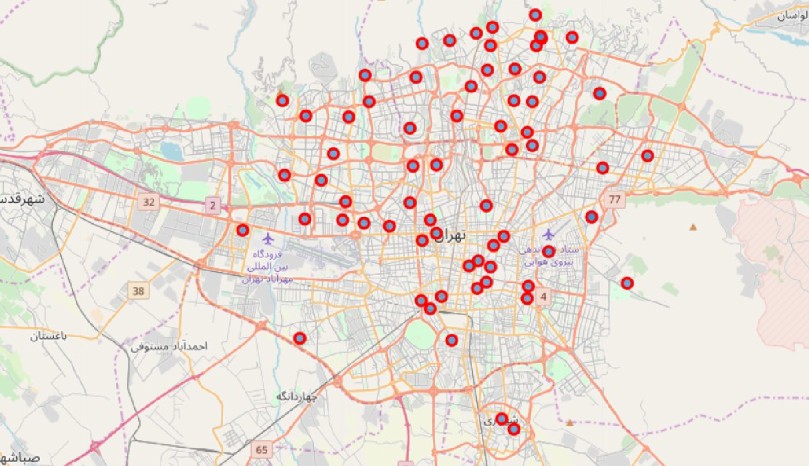 لواسان
شهرقدس
32
2
77
تهران
فرودگاه
بین المللی
مهرآباد تهران
نیروی هوایی
38
4
باغستان
احمدآباد مستوفی
چهاردانگه
65
صباشهر